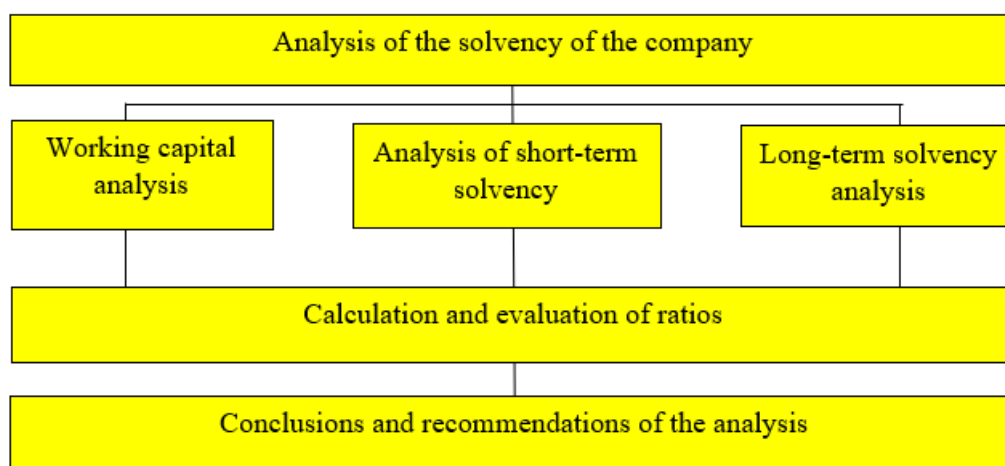 Analysis of the solvency of the company
Working capital
analysis
Analysis of short-term
solvency
Long-term solvency
analysis
Calculation and evaluation of ratios
Conclusions and recommendations of the analysis